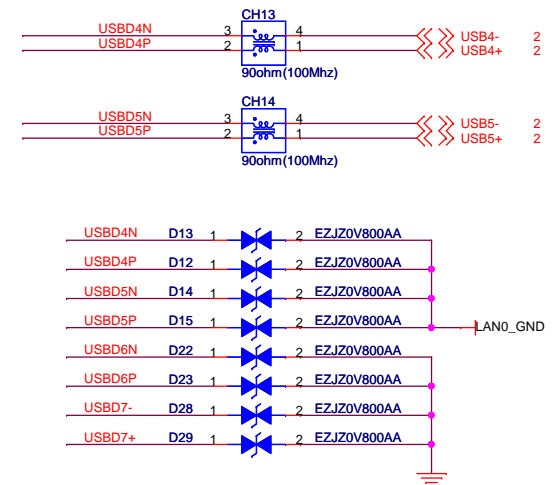 CH13
USBD4N 3 4 USB4- 2
USBD4P 2 1 USB4+ 2
90ohm(100Mhz)
CH14
USBD5N 3 4 USB5- 2
USBD5P 2 1 USB5+ 2
90ohm(100Mhz)
USBD4N D13 1 2 EZJZ0V800AA
USBD4P D12 1 2 EZJZ0V800AA
USBD5N D14 1 2 EZJZ0V800AA
USBD5P D15 1 2 EZJZ0V800AA LAN0_GND
USBD6N D22 1 2 EZJZ0V800AA
USBD6P D23 1 2 EZJZ0V800AA
USBD7- D28 1 2 EZJZ0V800AA
USBD7+ D29 1 2 EZJZ0V800AA